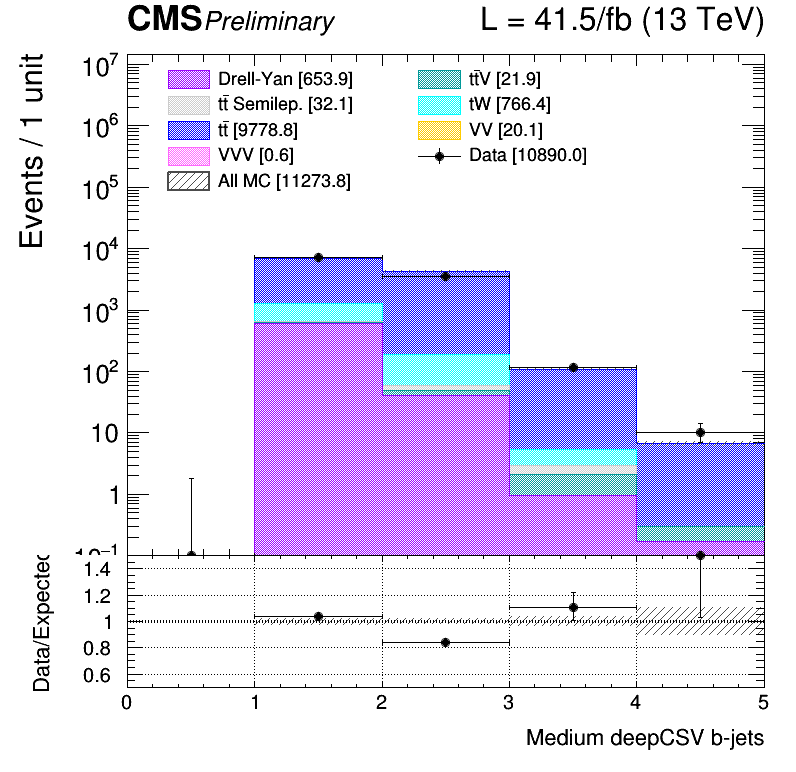 CMS Preliminary L = 41.5/fb (13 TeV)
Events / 1 unit
10⁷
10⁶
10⁵
10⁴
10³
10²
10
1
10⁻¹
Drell-Yan [653.9]
tt̄ Semilep. [32.1]
tt̄ [9778.8]
VVV [0.6]
All MC [11273.8]
tt̄V [21.9]
tW [766.4]
VV [20.1]
Data [10890.0]
Data/Expected
1.4
1.2
1
0.8
0.6
0 1 2 3 4 5
Medium deepCSV b-jets